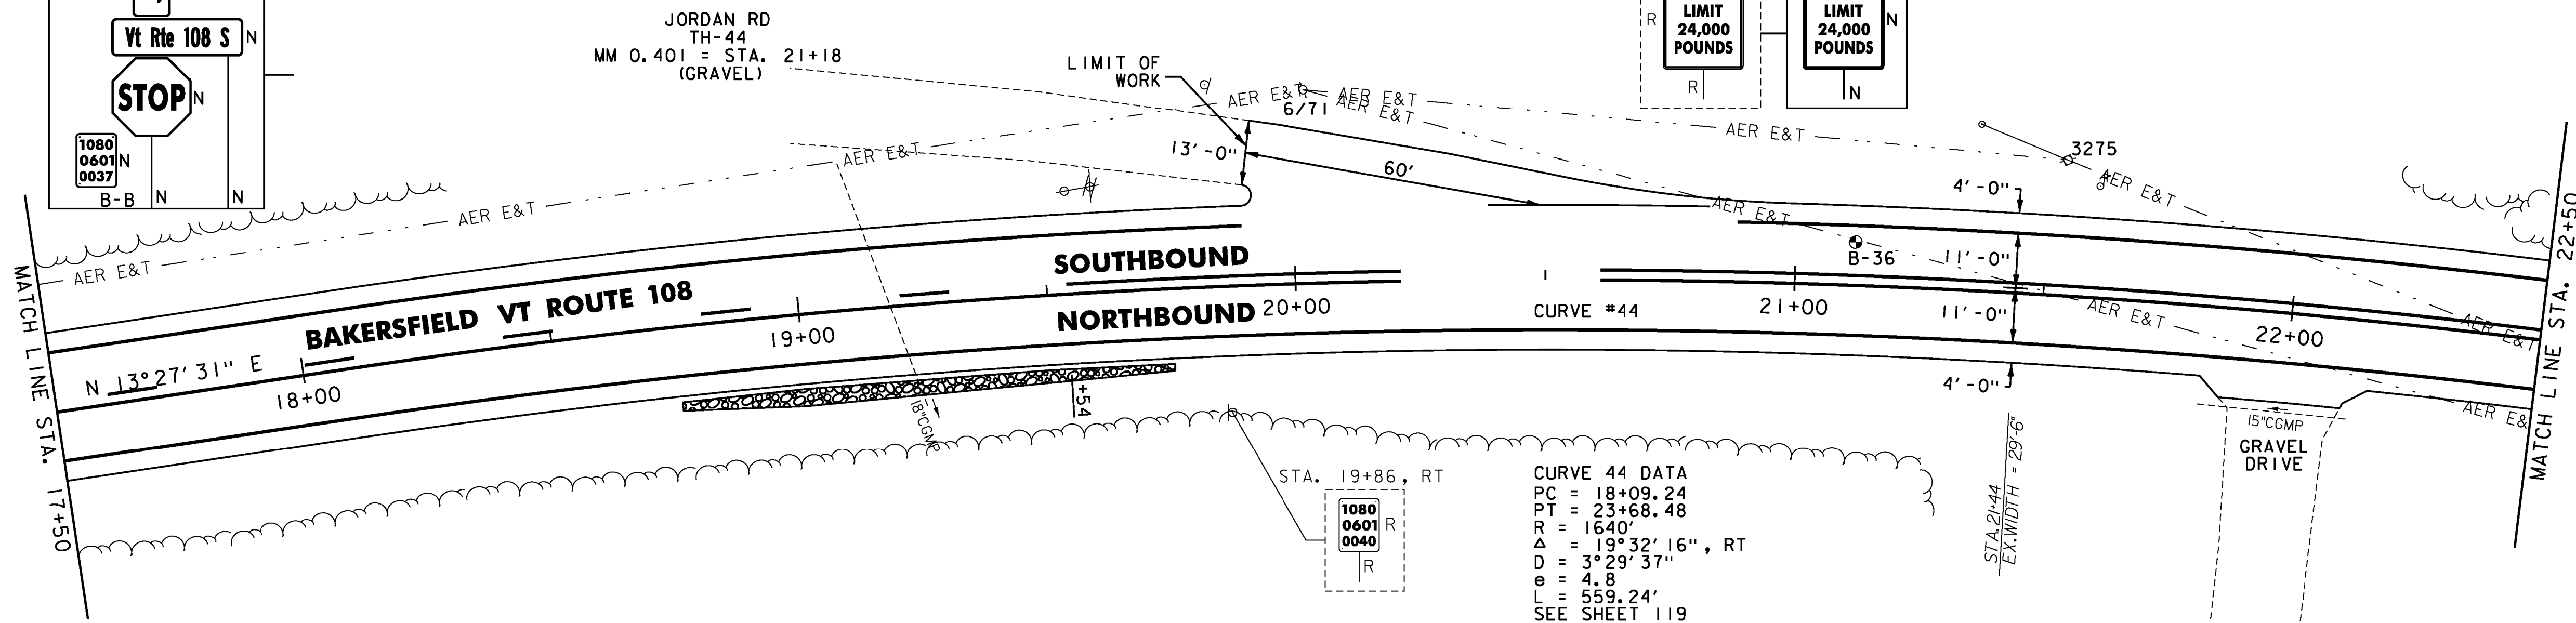 Vt Rte 108 S N
STOP N
1080
0601 N
0037
B-B N N
JORDAN RD
TH-44
MM 0.401 = STA. 21+18
(GRAVEL)
LIMIT OF
WORK
13'-0"
60'
6/71
AER E&T
AER E&T
AER E&T
AER E&T
AER E&T
AER E&T
AER E&T
AER E&T
AER E&T
AER E&T
AER E&T
AER E&T
AER E&T
AER E&
R
LIMIT
24,000
POUNDS
R
LIMIT N
24,000
POUNDS
N
3275
4'-0"
11'-0"
11'-0"
4'-0"
B-36
MATCH LINE STA. 17+50
MATCH LINE STA. 22+50
SOUTHBOUND
NORTHBOUND
BAKERSFIELD VT ROUTE 108
N 13°27'31" E
18+00
19+00
20+00
21+00
22+00
CURVE #44
18"CGMP
+54
15"CGMP
GRAVEL
DRIVE
STA. 19+86, RT
1080
0601 R
0040
R
CURVE 44 DATA
PC = 18+09.24
PT = 23+68.48
R = 1640'
Δ = 19°32'16", RT
D = 3°29'37"
e = 4.8
L = 559.24'
SEE SHEET 119
STA.21+44
EX.WIDTH = 29'-6"